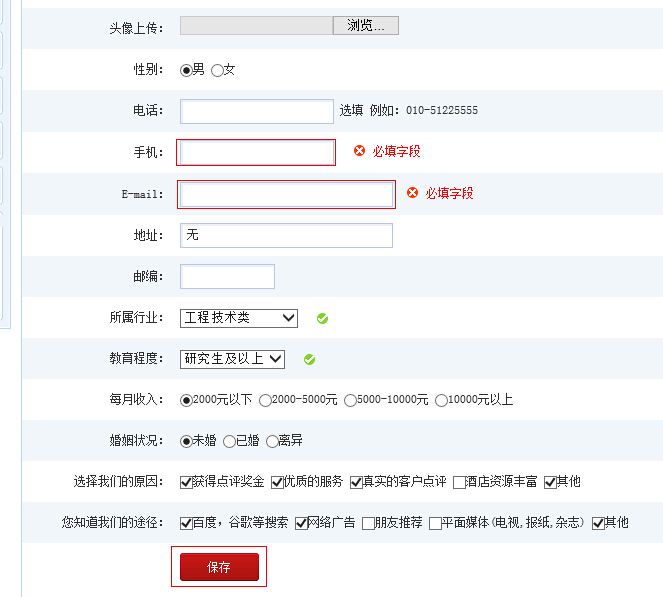 头像上传： 浏览...
性别： 男 女
电话： 选填 例如：010-51225555
手机： 必填字段
E-mail： 必填字段
地址： 无
邮编：
所属行业： 工程技术类
教育程度： 研究生及以上
每月收入： 2000元以下 2000-5000元 5000-10000元 10000元以上
婚姻状况： 未婚 已婚 离异
选择我们的原因： 获得点评奖金 优质的服务 真实的客户点评 酒店资源丰富 其他
您知道我们的途径： 百度，谷歌等搜索 网络广告 朋友推荐 平面媒体(电视,报纸,杂志) 其他
保存